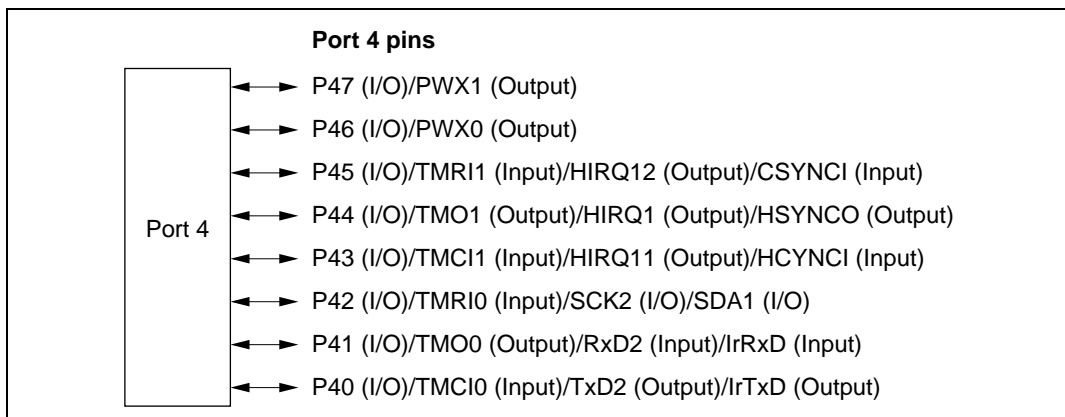 Port 4 pins
P47 (I/O)/PWX1 (Output)
P46 (I/O)/PWX0 (Output)
P45 (I/O)/TMRI1 (Input)/HIRQ12 (Output)/CSYNCI (Input)
P44 (I/O)/TMO1 (Output)/HIRQ1 (Output)/HSYNCO (Output)
Port 4
P43 (I/O)/TMCI1 (Input)/HIRQ11 (Output)/HCYNCI (Input)
P42 (I/O)/TMRI0 (Input)/SCK2 (I/O)/SDA1 (I/O)
P41 (I/O)/TMO0 (Output)/RxD2 (Input)/IrRxD (Input)
P40 (I/O)/TMCI0 (Input)/TxD2 (Output)/IrTxD (Output)